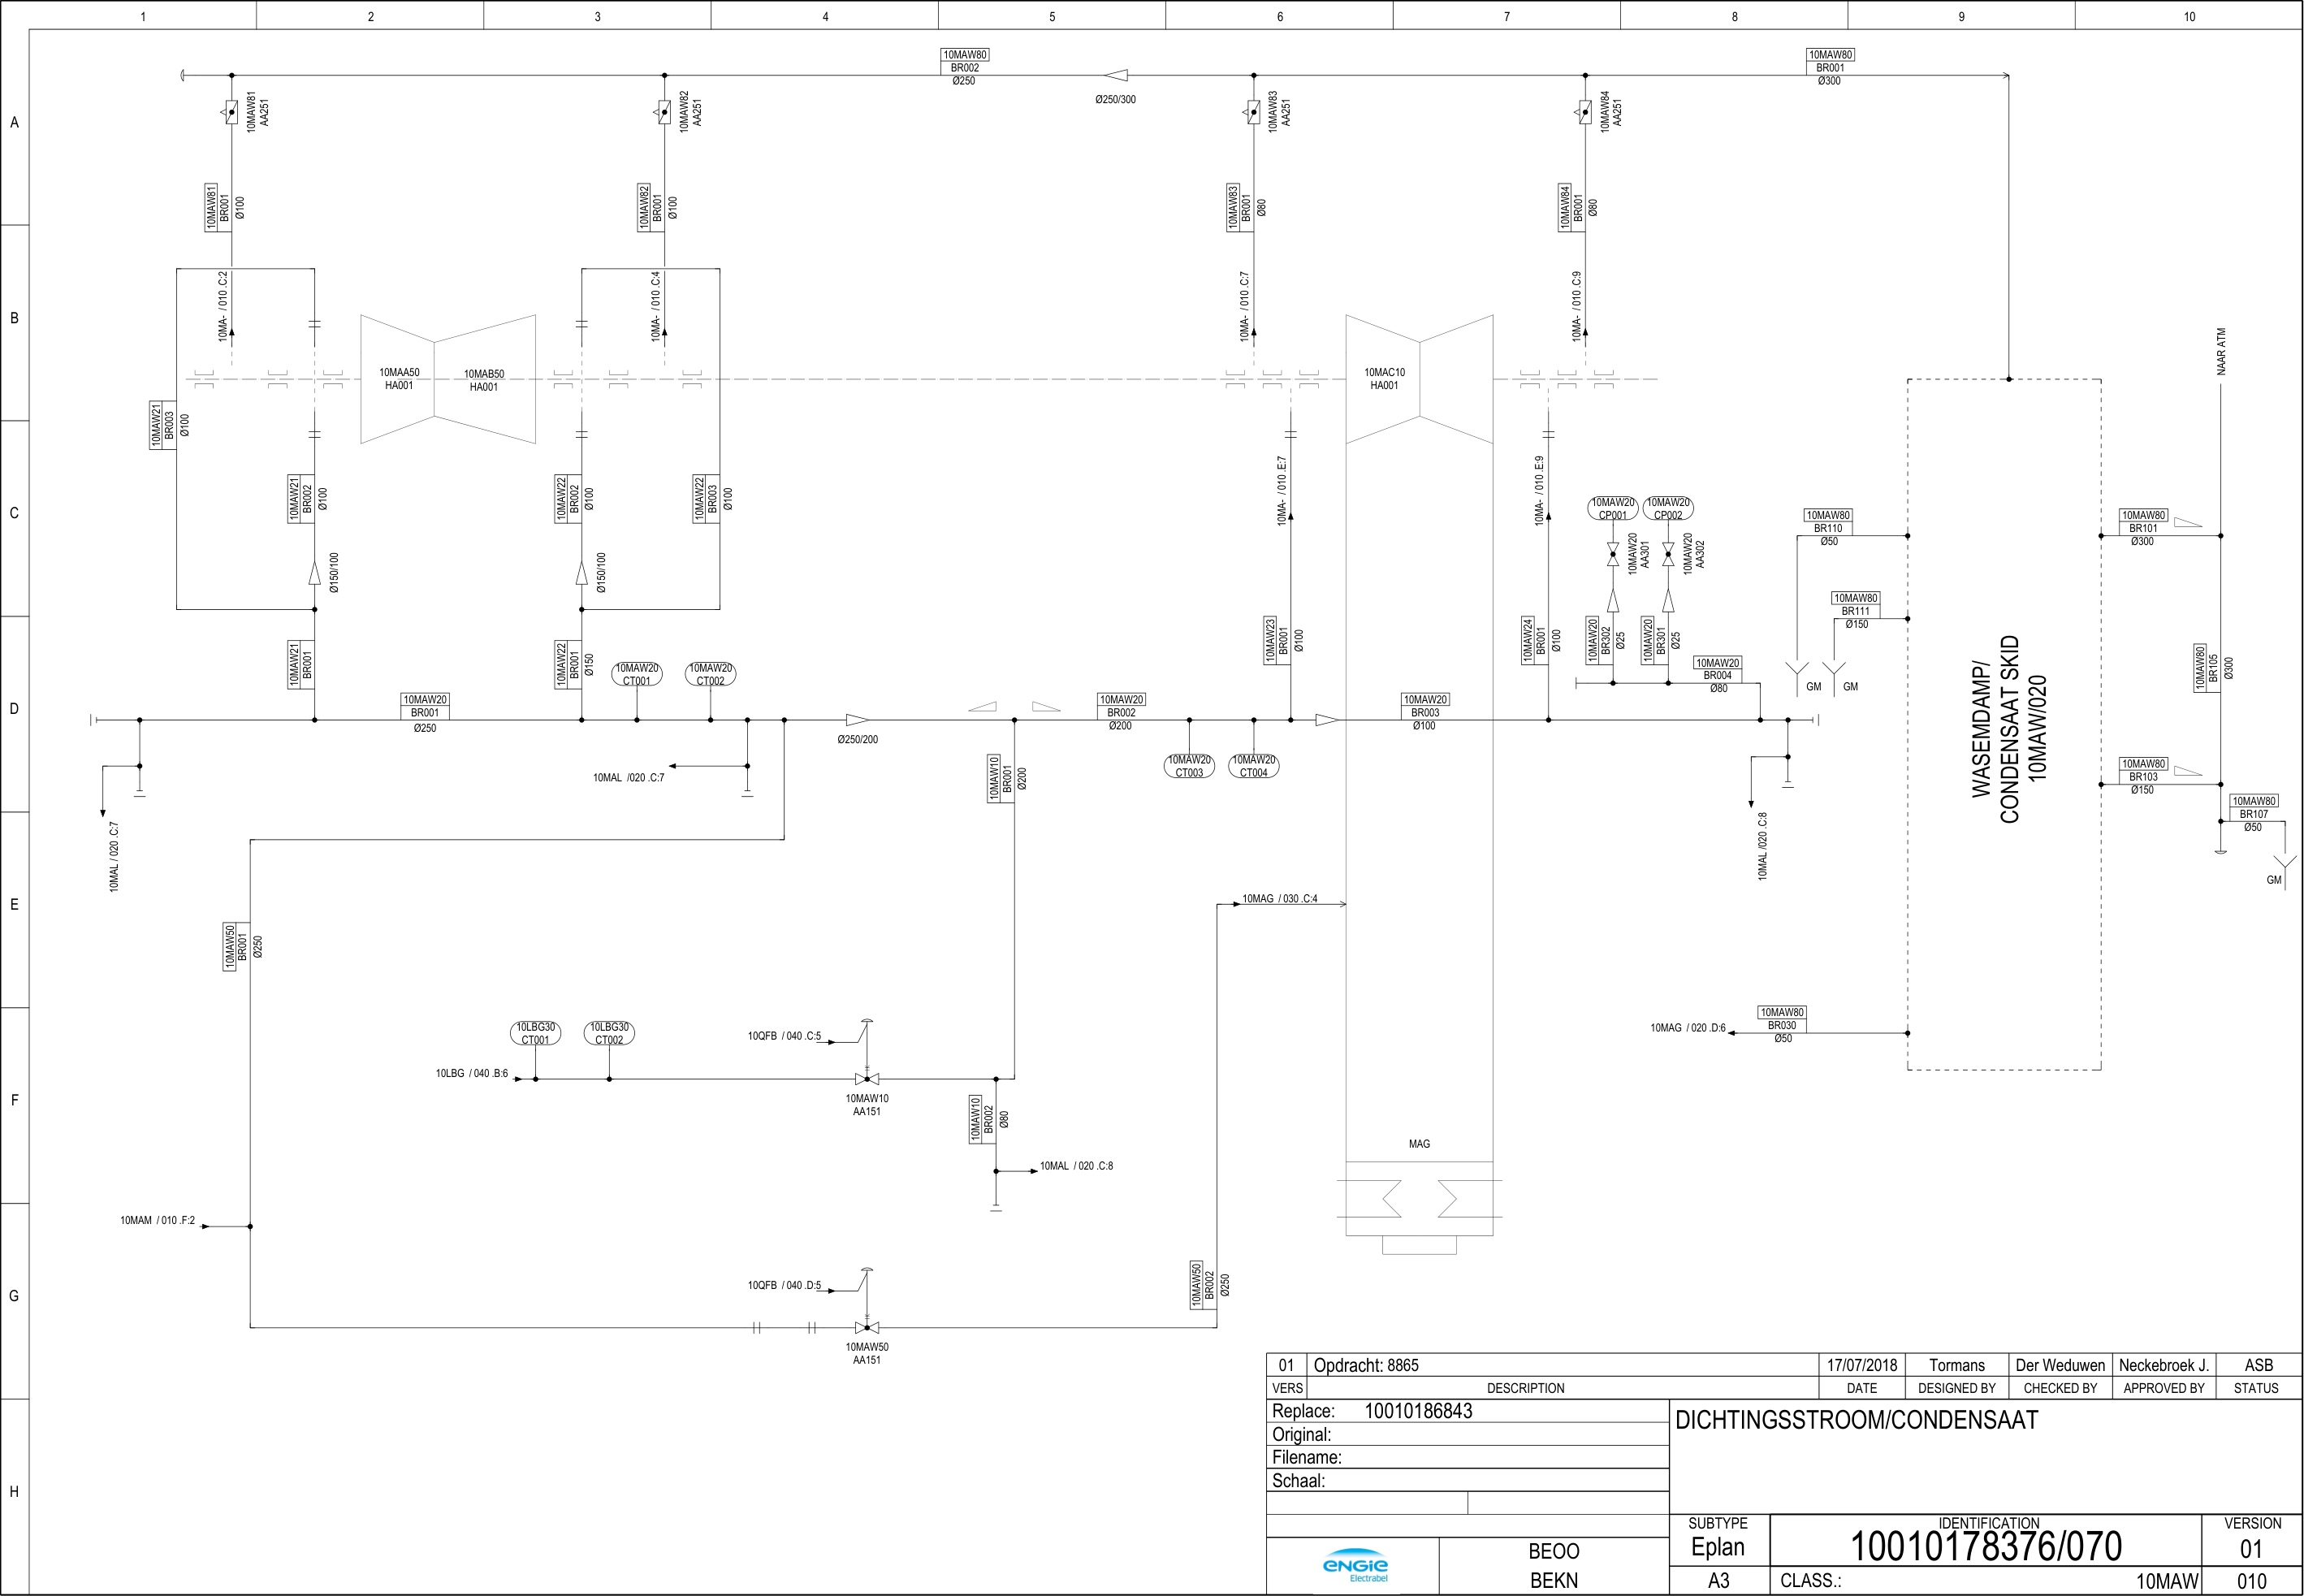 1 2 3 4 5 6 7 8 9 10
A
B
C
D
E
F
G
H
10MAW80
BR002
Ø250
Ø250/300
10MAW80
BR001
Ø300
10MAW81
AA251
10MAW82
AA251
10MAW83
AA251
10MAW84
AA251
10MAW81
BR001
Ø100
10MAW82
BR001
Ø100
10MAW83
BR001
Ø80
10MAW84
BR001
Ø80
10MA- / 010 .C:2
10MA- / 010 .C:4
10MA- / 010 .C:7
10MA- / 010 .C:9
10MAA50
HA001
10MAB50
HA001
10MAC10
HA001
NAR ATM
10MAW21
BR003
Ø100
10MAW21
BR002
Ø100
10MAW22
BR002
Ø100
10MAW22
BR003
Ø100
10MA- / 010 .E:7
10MA- / 010 .E:9
10MAW20
CP001
10MAW20
CP002
10MAW20
AA301
10MAW20
AA302
10MAW80
BR110
Ø50
10MAW80
BR101
Ø300
Ø150/100
Ø150/100
10MAW80
BR111
Ø150
10MAW21
BR001
10MAW22
BR001
Ø150
10MAW20
CT001
10MAW20
CT002
10MAW23
BR001
Ø100
10MAW24
BR001
Ø100
10MAW20
BR302
Ø25
10MAW20
BR301
Ø25
10MAW20
BR004
Ø80
GM
GM
10MAW80
BR105
Ø300
WASEMDAMP/
CONDENSAAT SKID
10MAW/020
10MAW20
BR001
Ø250
Ø250/200
10MAW20
BR002
Ø200
10MAW20
BR003
Ø100
10MAL /020 .C:7
10MAW10
BR001
Ø200
10MAW20
CT003
10MAW20
CT004
10MAW80
BR103
Ø150
10MAW80
BR107
Ø50
GM
10MAL / 020 .C:7
10MAL /020 .C:8
10MAG / 030 .C:4
10MAW50
BR001
Ø250
10LBG30
CT001
10LBG30
CT002
10QFB / 040 .C:5
10LBG / 040 .B:6
10MAW10
AA151
10MAW10
BR002
Ø80
10MAL / 020 .C:8
10MAG / 020 .D:6
10MAW80
BR030
Ø50
MAG
10MAM / 010 .F:2
10QFB / 040 .D:5
10MAW50
AA151
10MAW50
BR002
Ø250
01 Opdracht: 8865 17/07/2018 Tormans Der Weduwen Neckebroek J. ASB
VERS DESCRIPTION DATE DESIGNED BY CHECKED BY APPROVED BY STATUS
Replace: 10010186843
Original:
Filename:
Schaal:
DICHTINGSSTROOM/CONDENSAAT
SUBTYPE IDENTIFICATION VERSION
Eplan 10010178376/070 01
A3 CLASS.: 10MAW 010
ENGIE
Electrabel
BEOO
BEKN